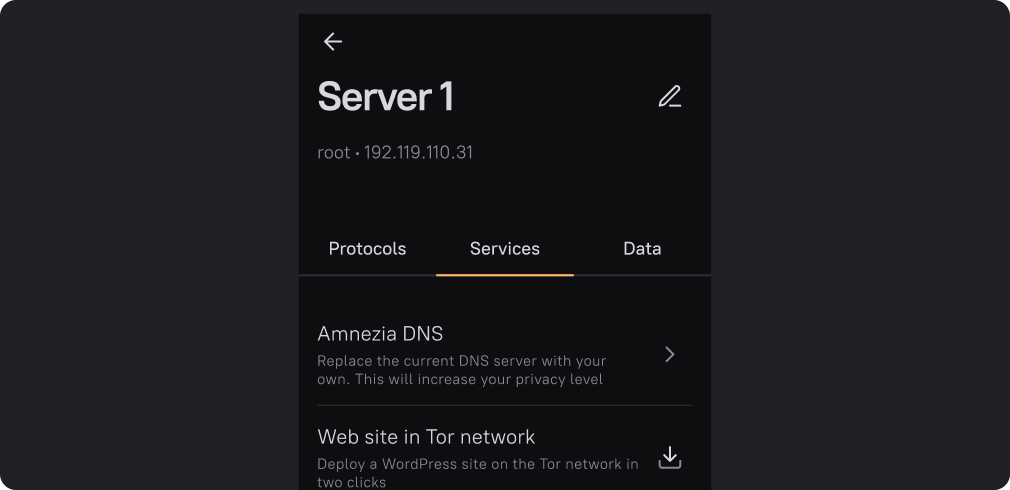 Server 1
root • 192.119.110.31
Protocols Services Data
Amnezia DNS
Replace the current DNS server with your
own. This will increase your privacy level
Web site in Tor network
Deploy a WordPress site on the Tor network in
two clicks